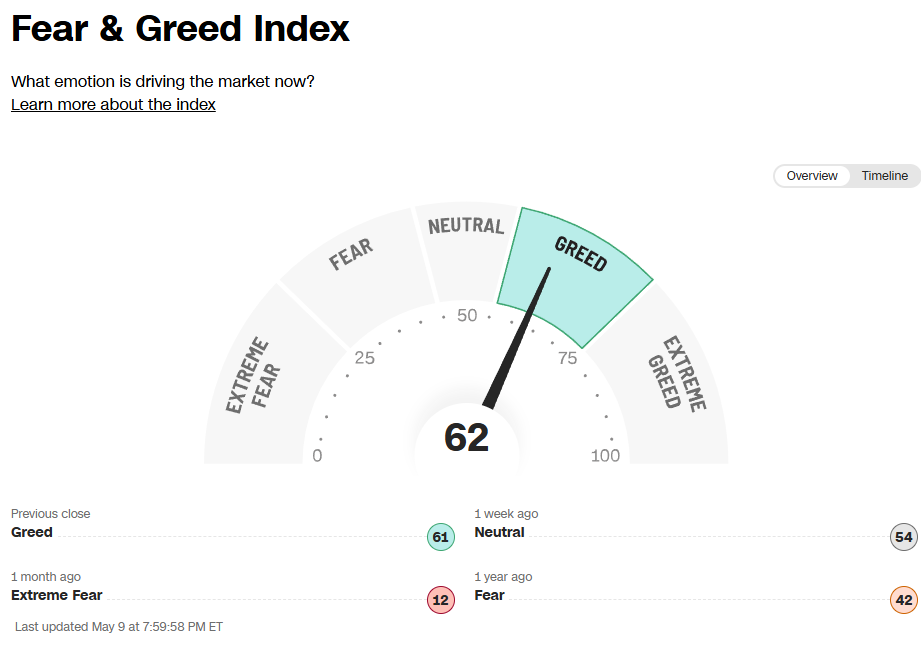 Fear & Greed Index
What emotion is driving the market now?
Learn more about the index
Overview
Timeline
EXTREME
FEAR
FEAR
NEUTRAL
GREED
EXTREME
GREED
0
25
50
75
100
62
Previous close
Greed
61
1 week ago
Neutral
54
1 month ago
Extreme Fear
12
1 year ago
Fear
42
Last updated May 9 at 7:59:58 PM ET